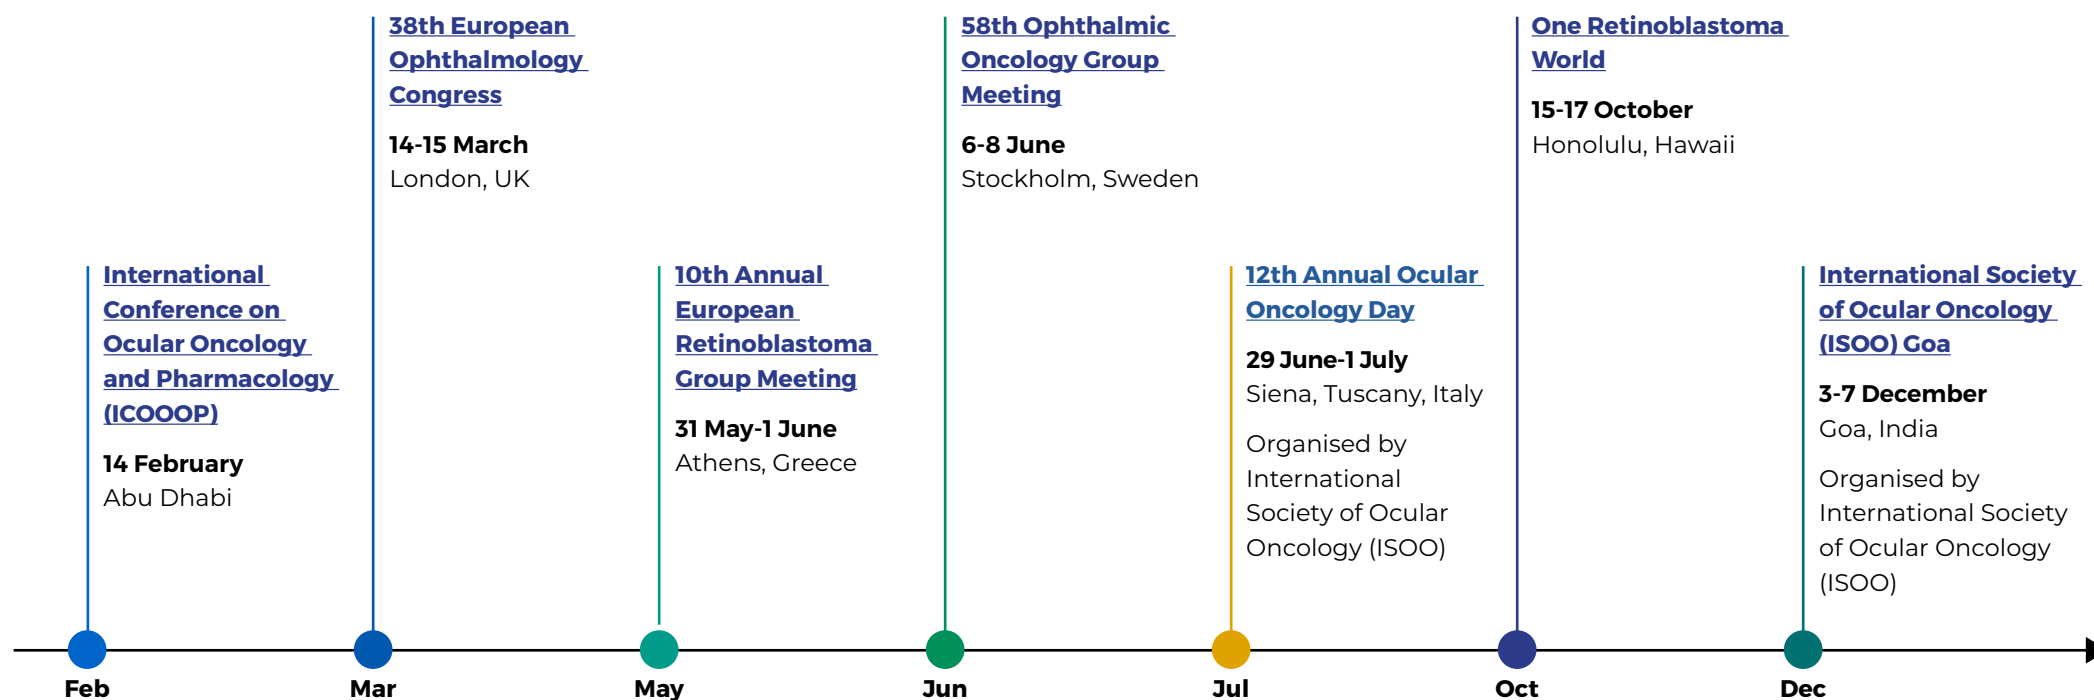 38th European
Ophthalmology
Congress
14-15 March
London, UK
58th Ophthalmic
Oncology Group
Meeting
6-8 June
Stockholm, Sweden
One Retinoblastoma
World
15-17 October
Honolulu, Hawaii
International
Conference on
Ocular Oncology
and Pharmacology
(ICOOOP)
14 February
Abu Dhabi
10th Annual
European
Retinoblastoma
Group Meeting
31 May-1 June
Athens, Greece
12th Annual Ocular
Oncology Day
29 June-1 July
Siena, Tuscany, Italy
Organised by
International
Society of Ocular
Oncology (ISOO)
International Society
of Ocular Oncology
(ISOO) Goa
3-7 December
Goa, India
Organised by
International Society
of Ocular Oncology
(ISOO)
Feb
Mar
May
Jun
Jul
Oct
Dec